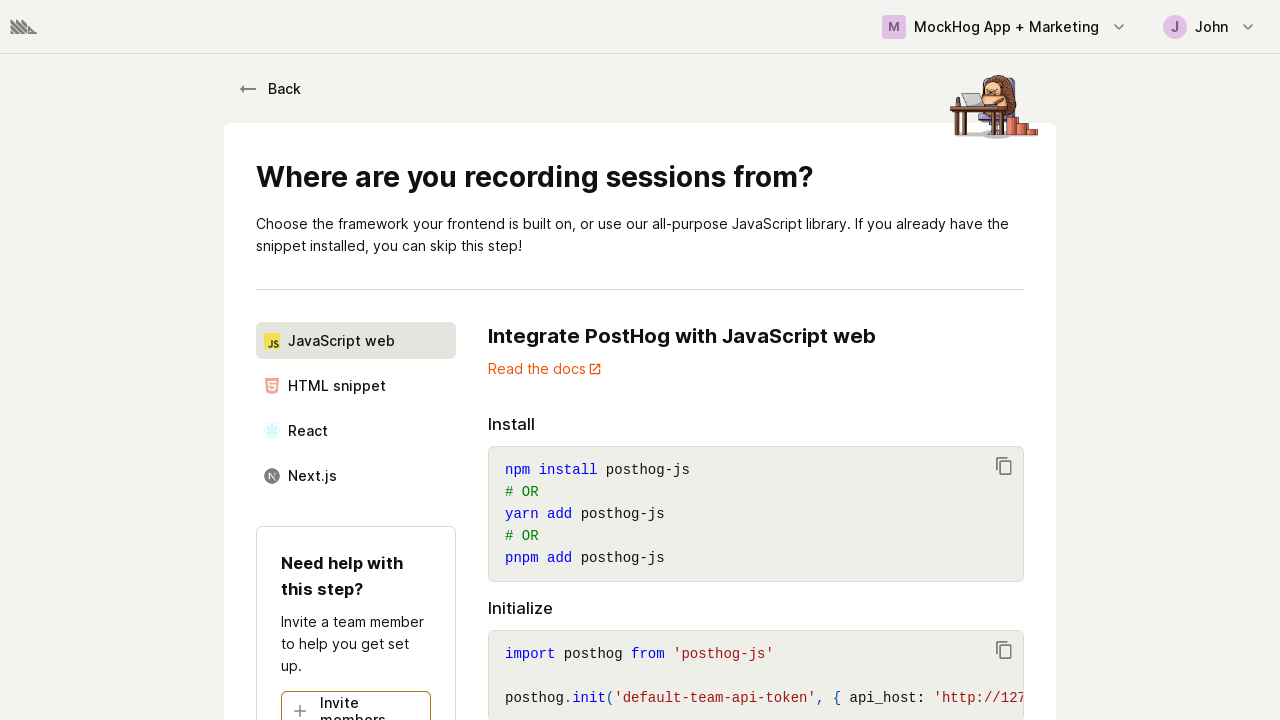 M MockHog App + Marketing J John
Back
Where are you recording sessions from?
Choose the framework your frontend is built on, or use our all-purpose JavaScript library. If you already have the
snippet installed, you can skip this step!
JS JavaScript web
HTML snippet
React
N Next.js
Need help with
this step?
Invite a team member
to help you get set
up.
Invite
members
Integrate PostHog with JavaScript web
Read the docs
Install
npm install posthog-js
# OR
yarn add posthog-js
# OR
pnpm add posthog-js
Initialize
import posthog from 'posthog-js'
posthog.init('default-team-api-token', { api_host: 'http://127